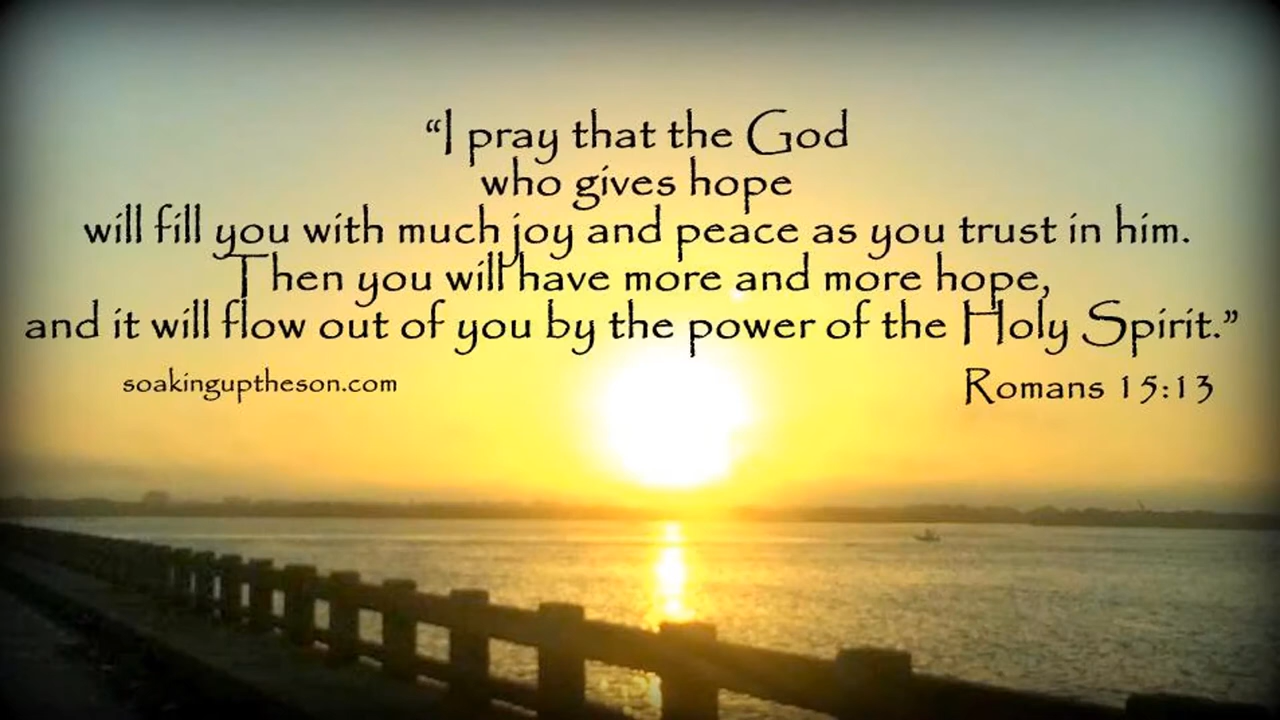 “I pray that the God
who gives hope
will fill you with much joy and peace as you trust in him.
Then you will have more and more hope,
and it will flow out of you by the power of the Holy Spirit.”
soakinguptheson.com
Romans 15:13